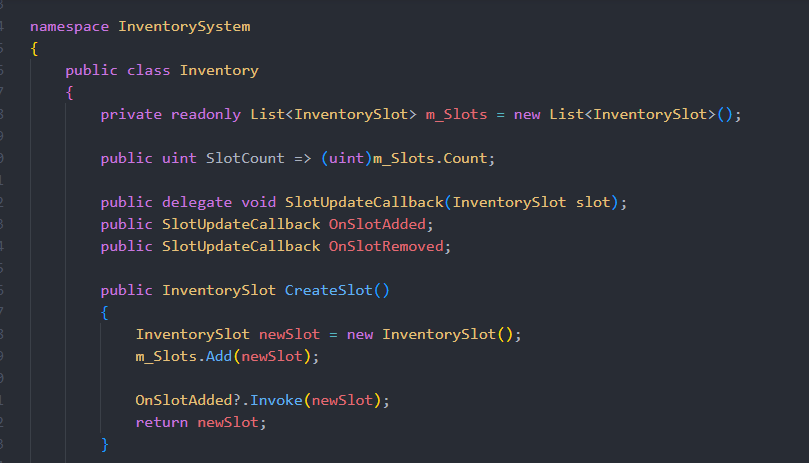 namespace InventorySystem
{
public class Inventory
{
private readonly List<InventorySlot> m_Slots = new List<InventorySlot>();
public uint SlotCount => (uint)m_Slots.Count;
public delegate void SlotUpdateCallback(InventorySlot slot);
public SlotUpdateCallback OnSlotAdded;
public SlotUpdateCallback OnSlotRemoved;
public InventorySlot CreateSlot()
{
InventorySlot newSlot = new InventorySlot();
m_Slots.Add(newSlot);
OnSlotAdded?.Invoke(newSlot);
return newSlot;
}